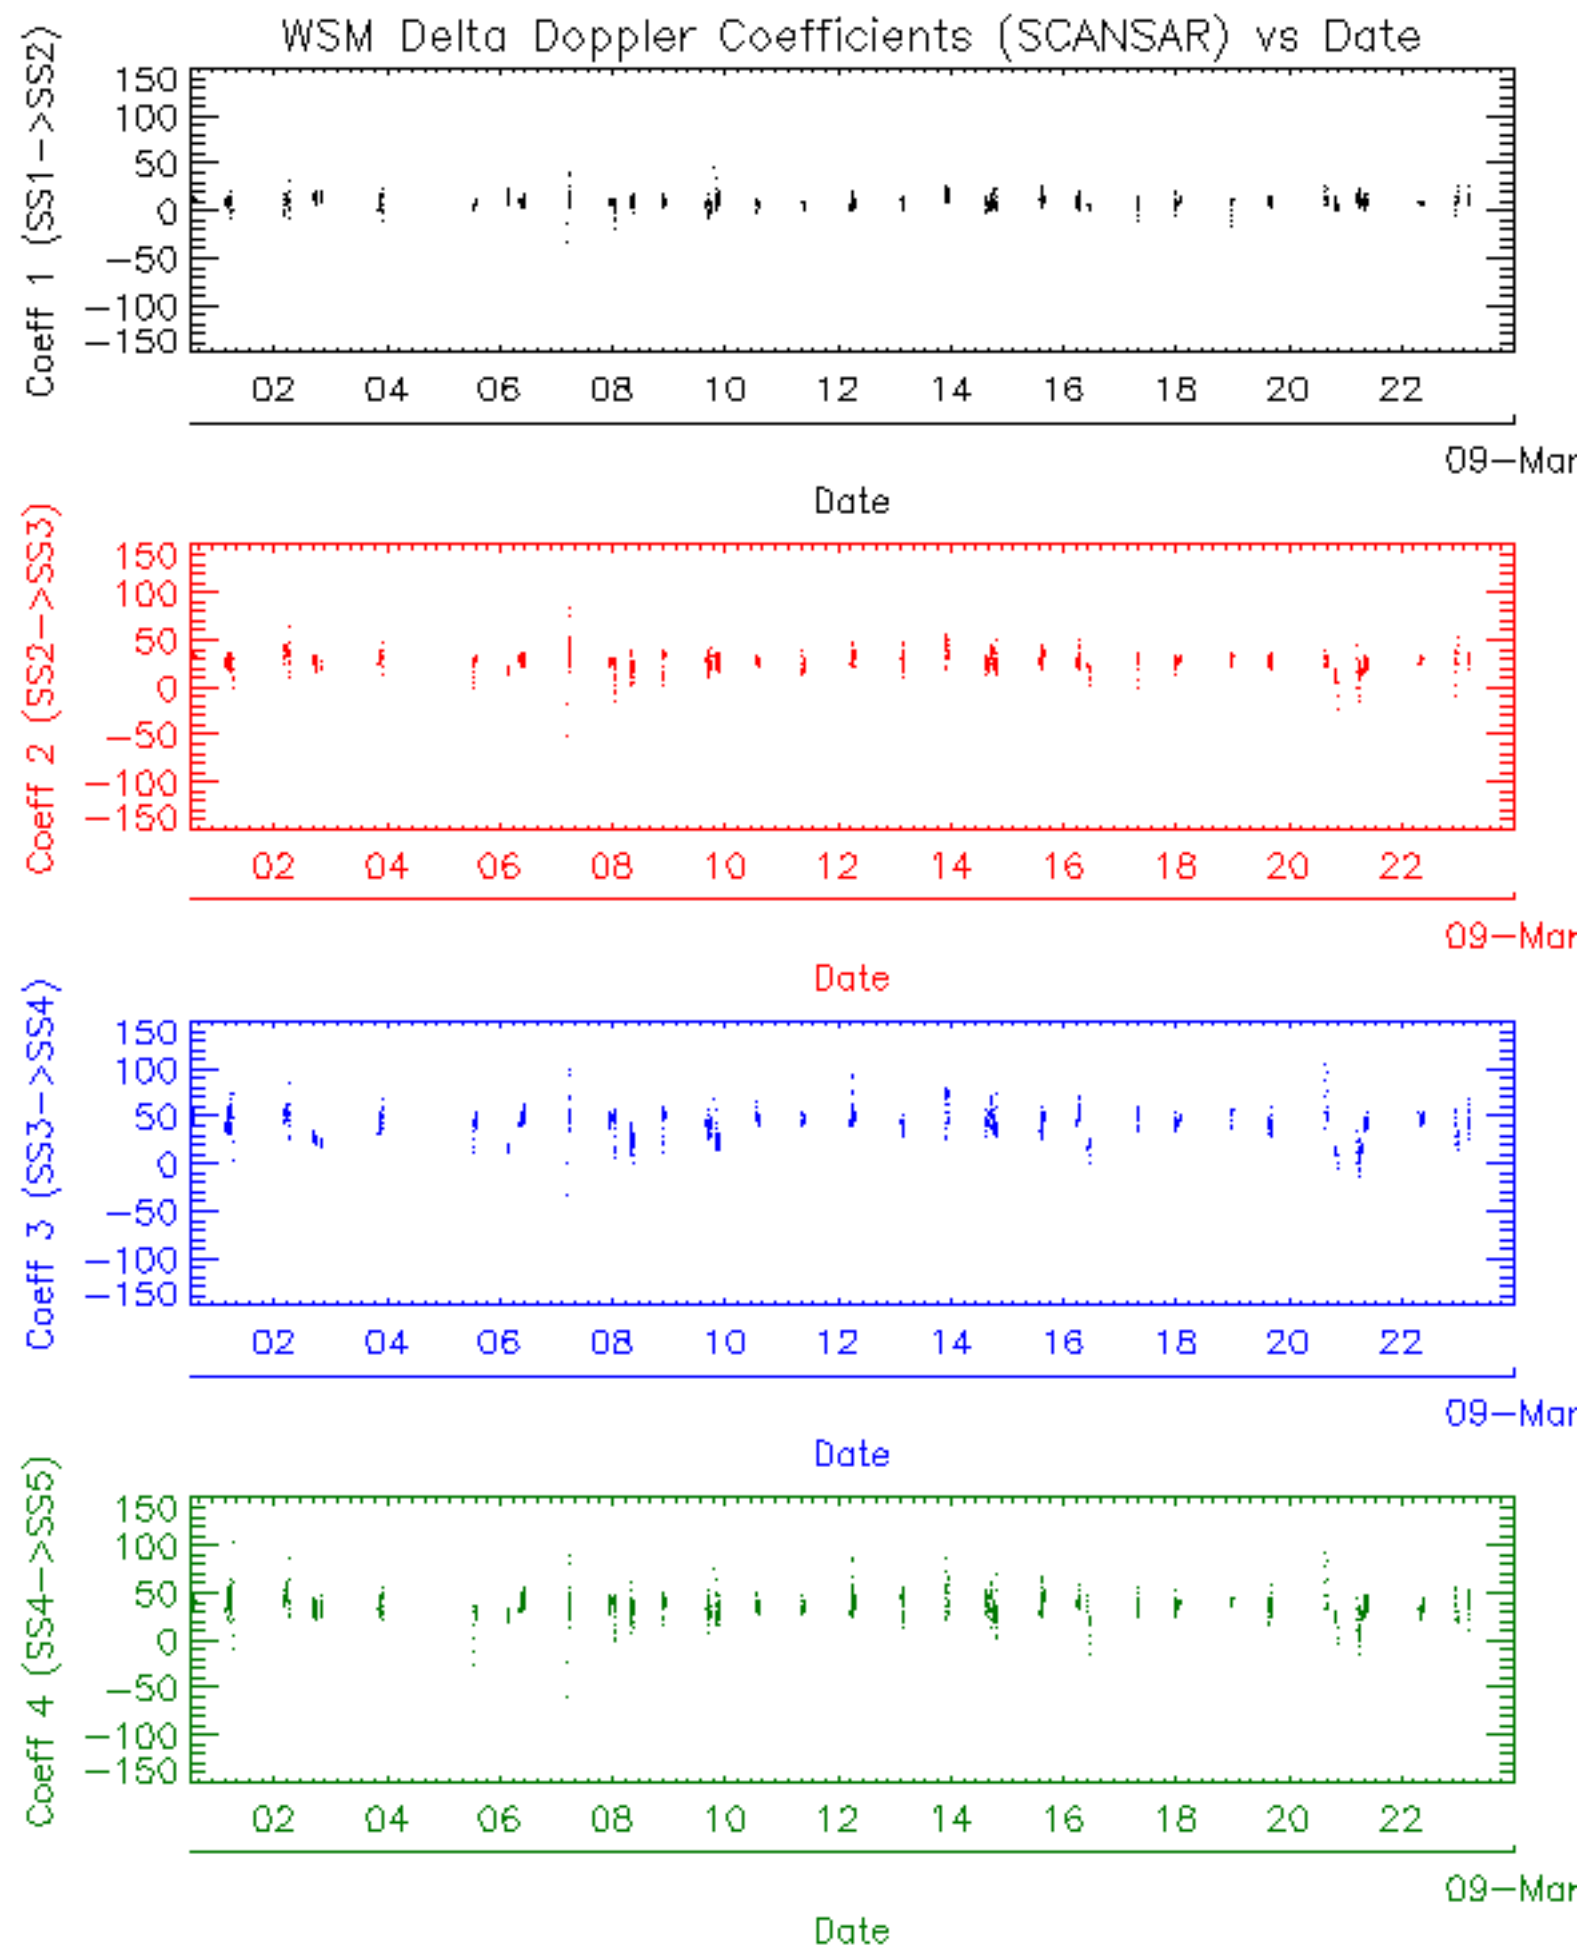 WSM Delta Doppler Coefficients (SCANSAR) vs Date
Coeff 1 (SS1->SS2)
150
100
50
0
-50
-100
-150
02 04 06 08 10 12 14 16 18 20 22
09-Mar
Date
Coeff 2 (SS2->SS3)
150
100
50
0
-50
-100
-150
02 04 06 08 10 12 14 16 18 20 22
09-Mar
Date
Coeff 3 (SS3->SS4)
150
100
50
0
-50
-100
-150
02 04 06 08 10 12 14 16 18 20 22
09-Mar
Date
Coeff 4 (SS4->SS5)
150
100
50
0
-50
-100
-150
02 04 06 08 10 12 14 16 18 20 22
09-Mar
Date